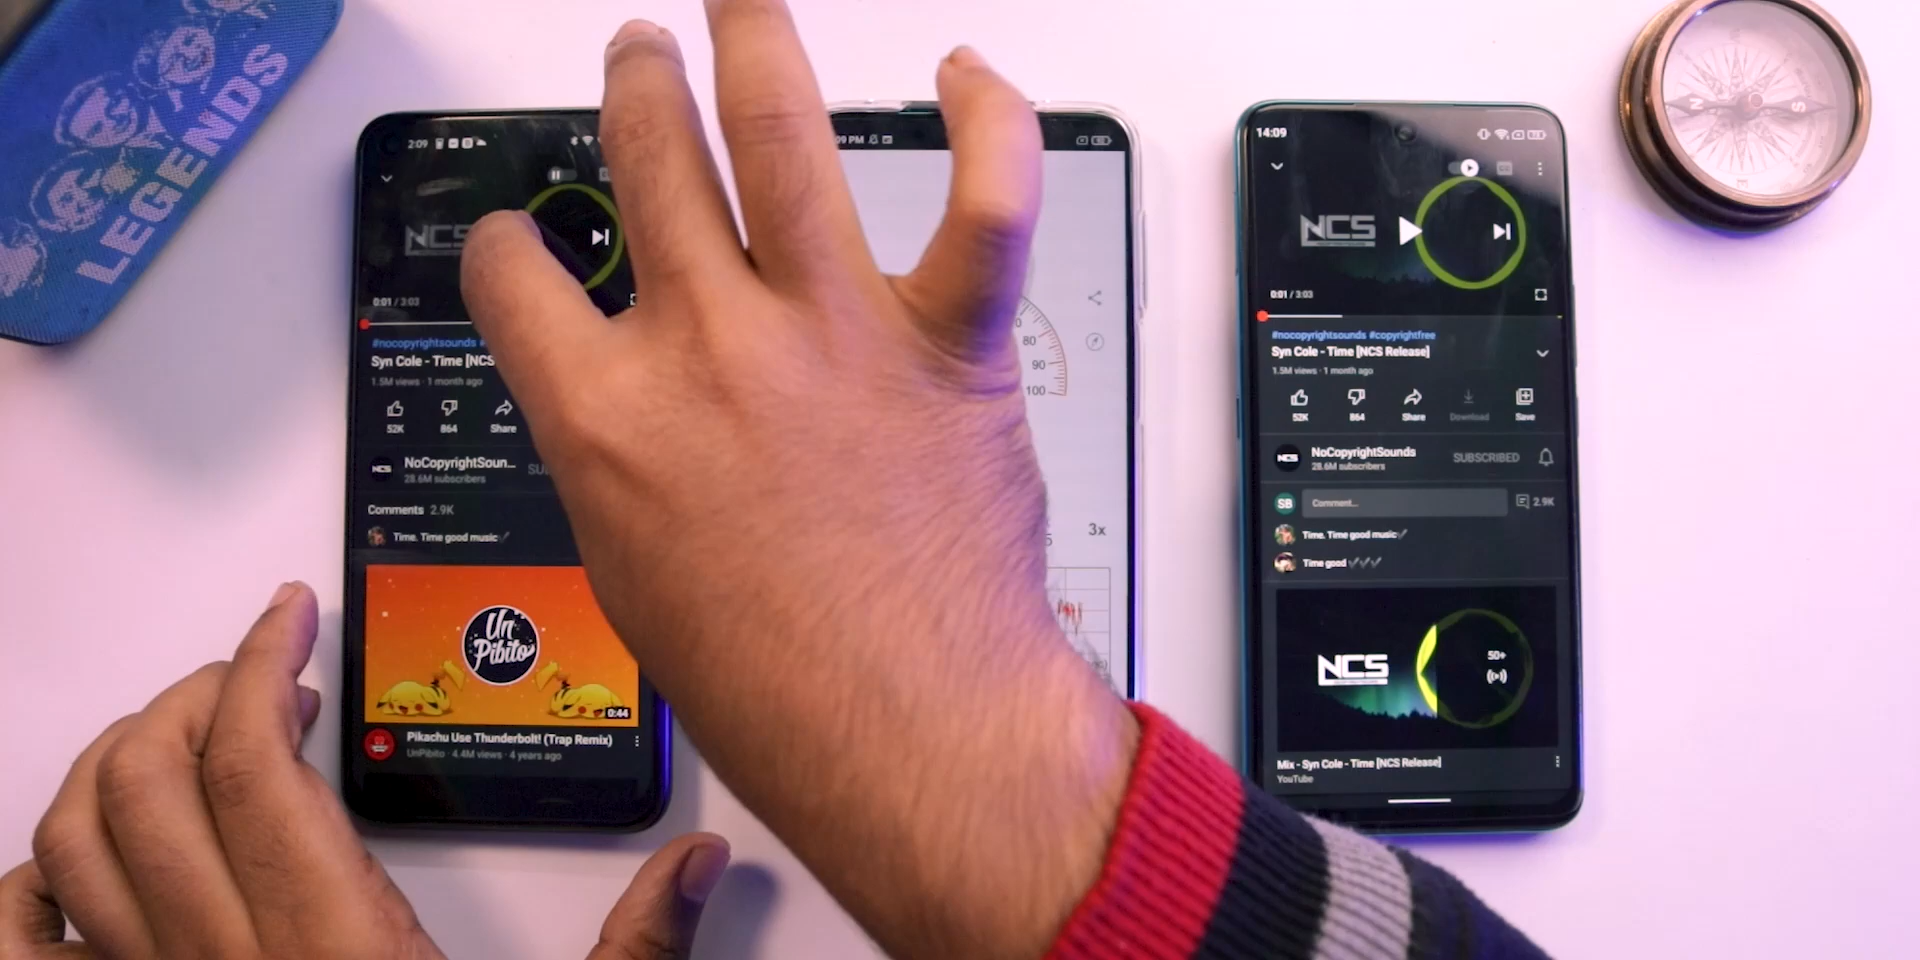 LEGENDS
2:09
NCS
0:01 / 3:03
#nocopyrightsounds
Syn Cole - Time [NCS
1.5M views · 1 month ago
52K
864
Share
NCS
NoCopyrightSoun...
28.6M subscribers
Comments 2.9K
Time. Time good music
Un
Pibito
0:44
Pikachu Use Thunderbolt! (Trap Remix)
UnPibito · 4.4M views · 4 years ago
09 PM
80
90
100
3x
14:09
NCS
0:01 / 3:03
#nocopyrightsounds #copyrightfree
Syn Cole - Time [NCS Release]
1.5M views · 1 month ago
52K
864
Share
Download
Save
NCS
NoCopyrightSounds
28.6M subscribers
SUBSCRIBED
SB
Comment...
2.9K
Time. Time good music
Time good
NCS
50+
Mix - Syn Cole - Time [NCS Release]
YouTube
N
S